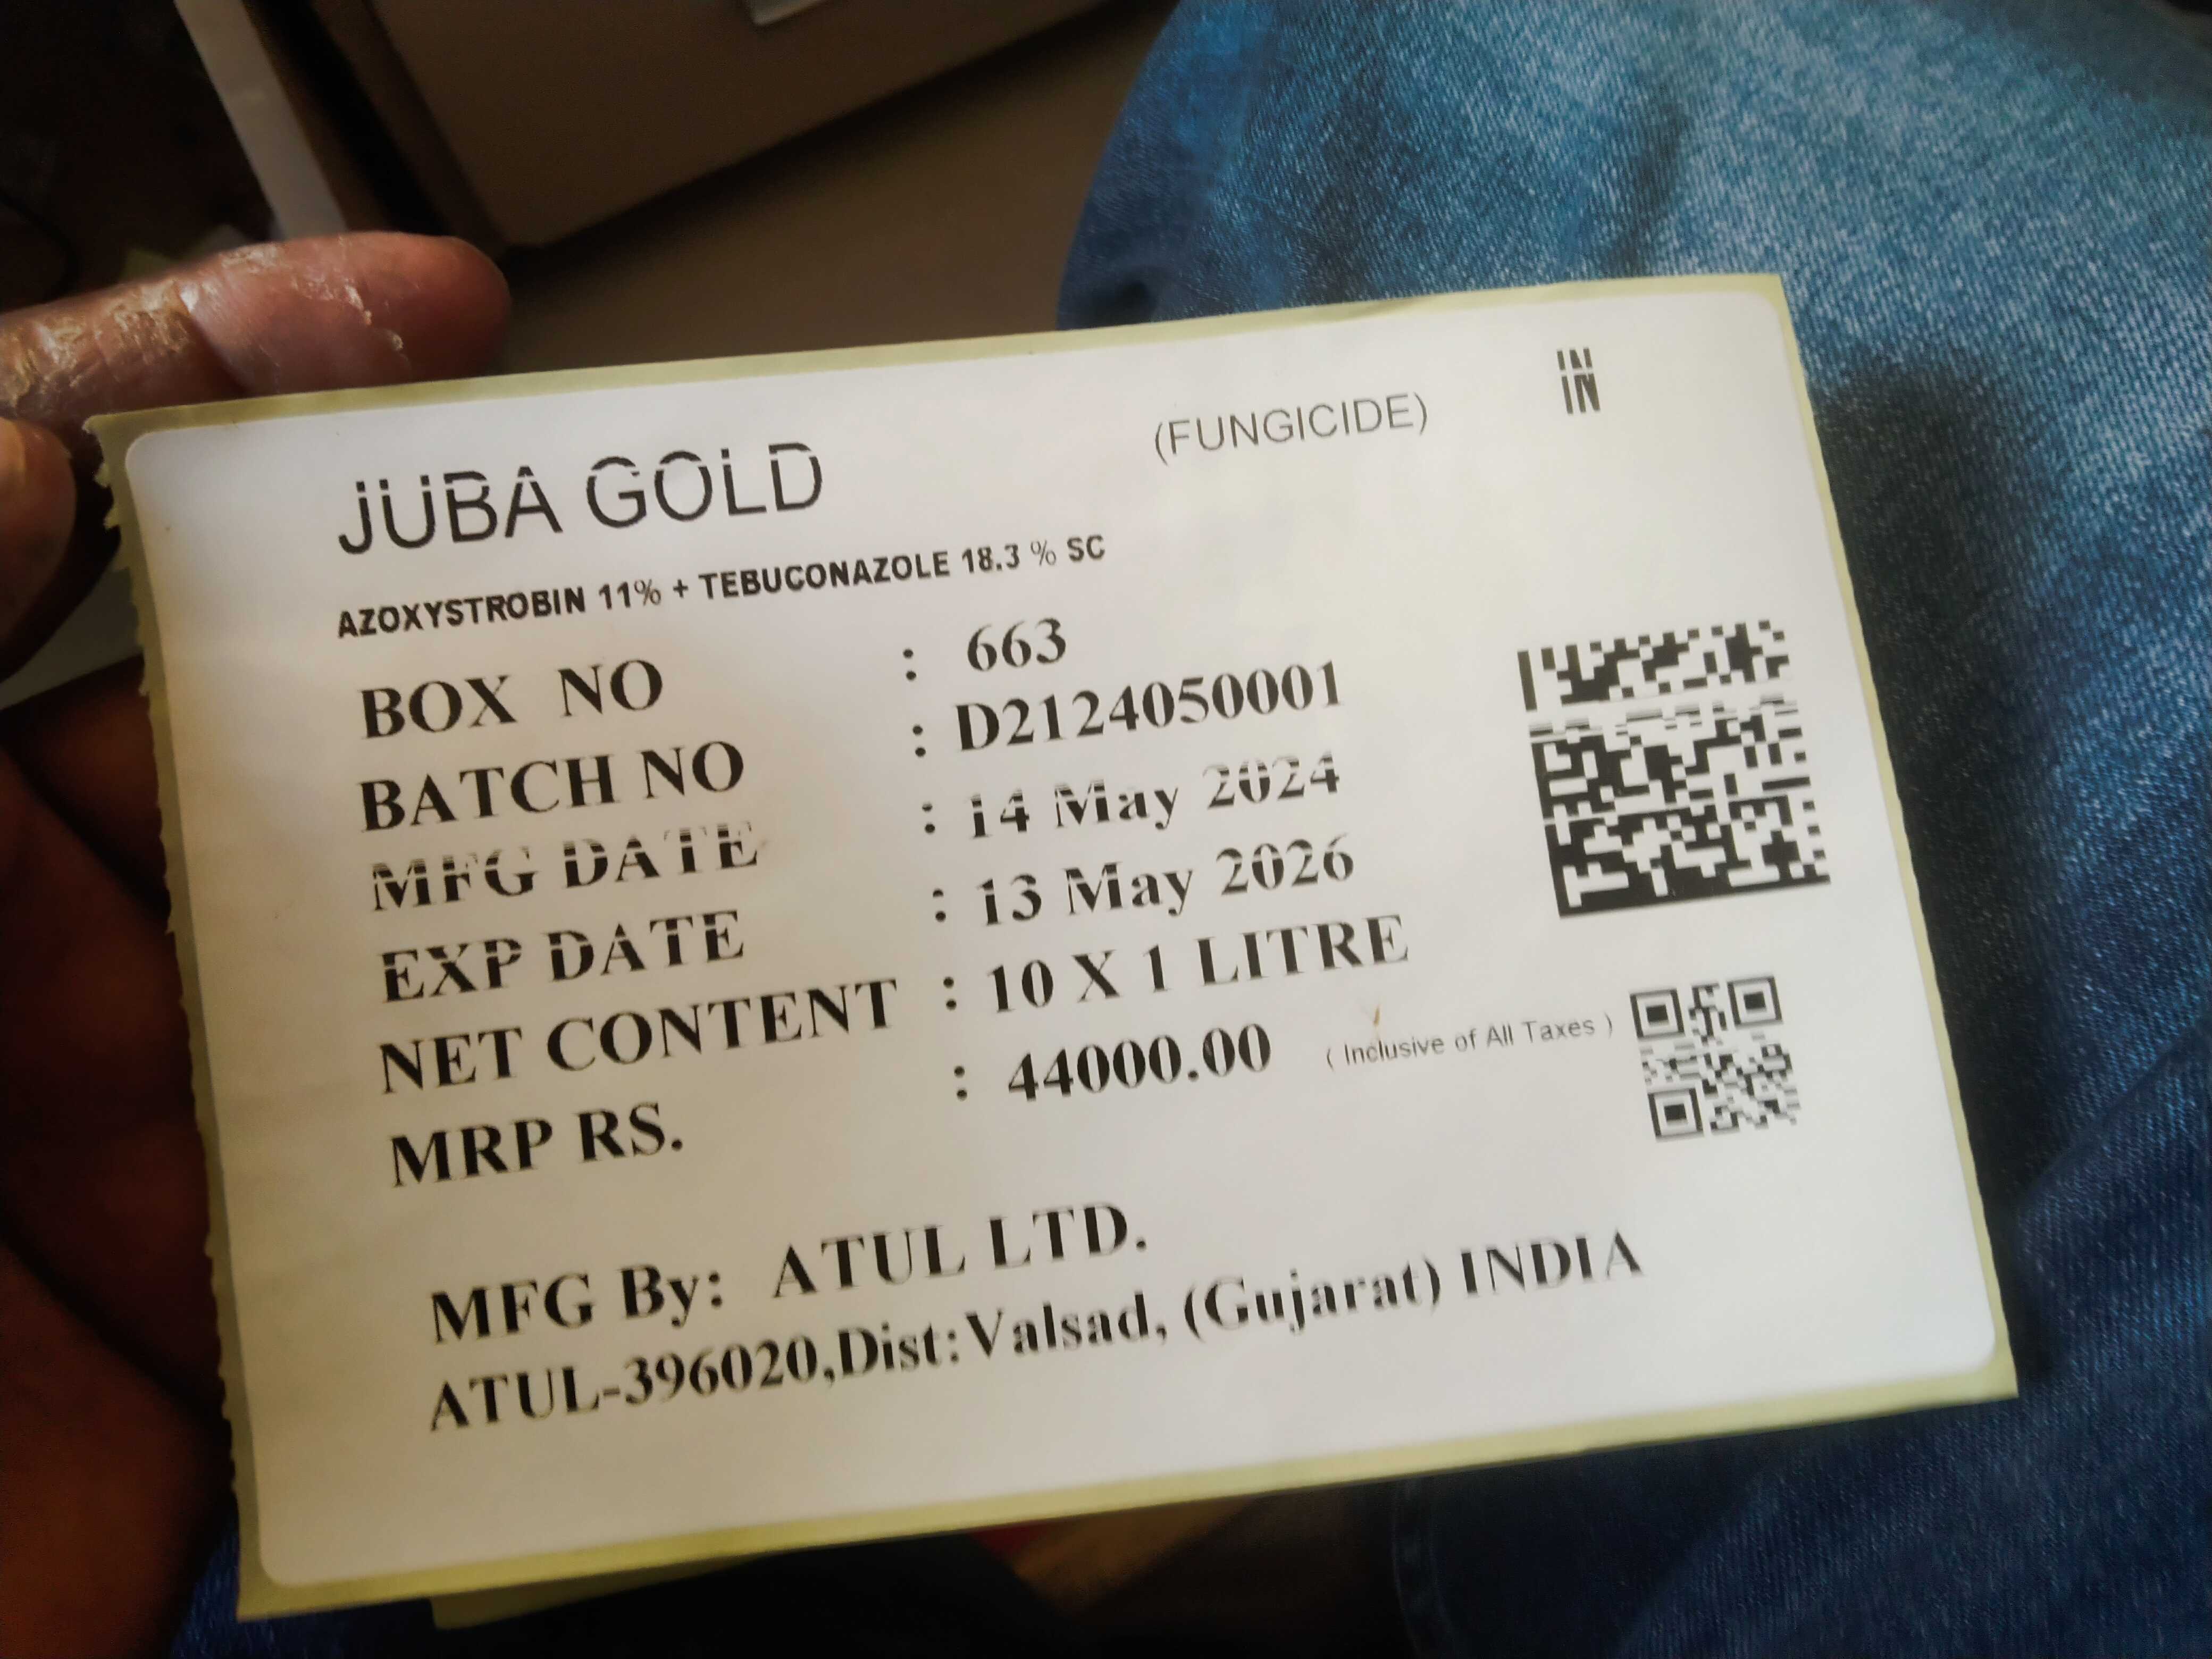 JUBA GOLD (FUNGICIDE) IN
AZOXYSTROBIN 11% + TEBUCONAZOLE 18.3 % SC
BOX NO : 663
BATCH NO : D2124050001
MFG DATE : 14 May 2024
EXP DATE : 13 May 2026
NET CONTENT : 10 X 1 LITRE
MRP RS. : 44000.00 ( Inclusive of All Taxes )
MFG By: ATUL LTD.
ATUL-396020,Dist:Valsad, (Gujarat) INDIA